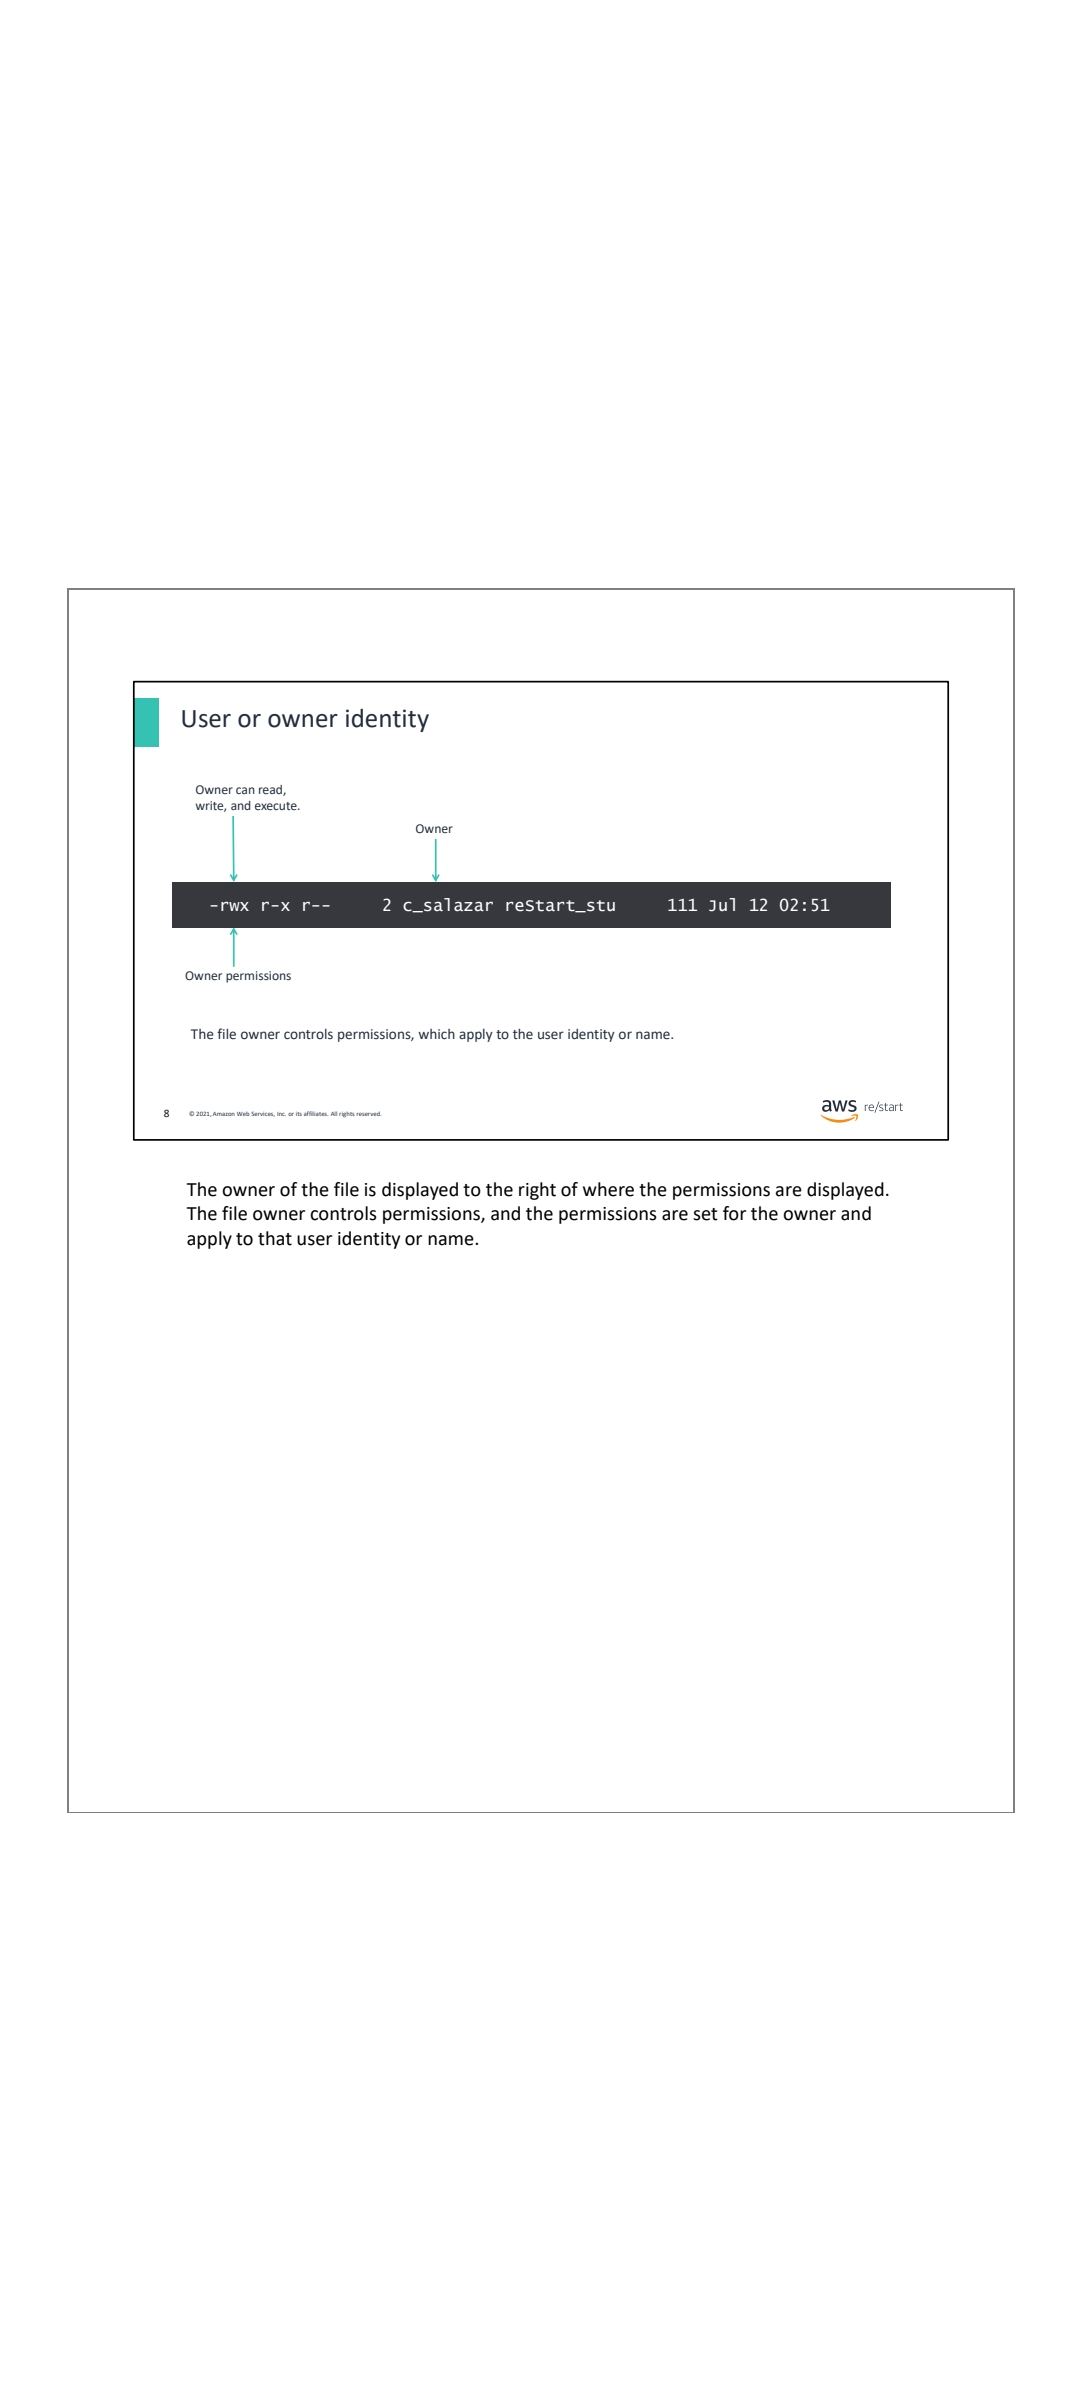 User or owner identity
Owner can read,
write, and execute.
Owner
-rwx r-x r-- 2 c_salazar reStart_stu 111 Jul 12 02:51
Owner permissions
The file owner controls permissions, which apply to the user identity or name.
8 © 2021, Amazon Web Services, Inc. or its affiliates. All rights reserved.
aws re/start
The owner of the file is displayed to the right of where the permissions are displayed.
The file owner controls permissions, and the permissions are set for the owner and
apply to that user identity or name.